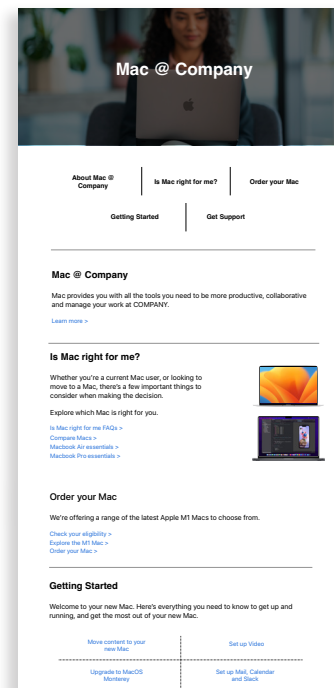 Mac @ Company
About Mac @
Company
Is Mac right for me?
Order your Mac
Getting Started
Get Support
Mac @ Company
Mac provides you with all the tools you need to be more productive, collaborative
and manage your work at COMPANY.
Learn more >
Is Mac right for me?
Whether you're a current Mac user, or looking to
move to a Mac, there's a few important things to
consider when making the decision.
Explore which Mac is right for you.
Is Mac right for me FAQs >
Compare Macs >
Macbook Air essentials >
Macbook Pro essentials >
Order your Mac
We're offering a range of the latest Apple M1 Macs to choose from.
Check your eligibility >
Explore the M1 Mac >
Order your Mac >
Getting Started
Welcome to your new Mac. Here's everything you need to know to get up and
running, and get the most out of your new Mac.
Move content to your
new Mac
Set up Video
Upgrade to MacOS
Monterey
Set up Mail, Calendar
and Slack